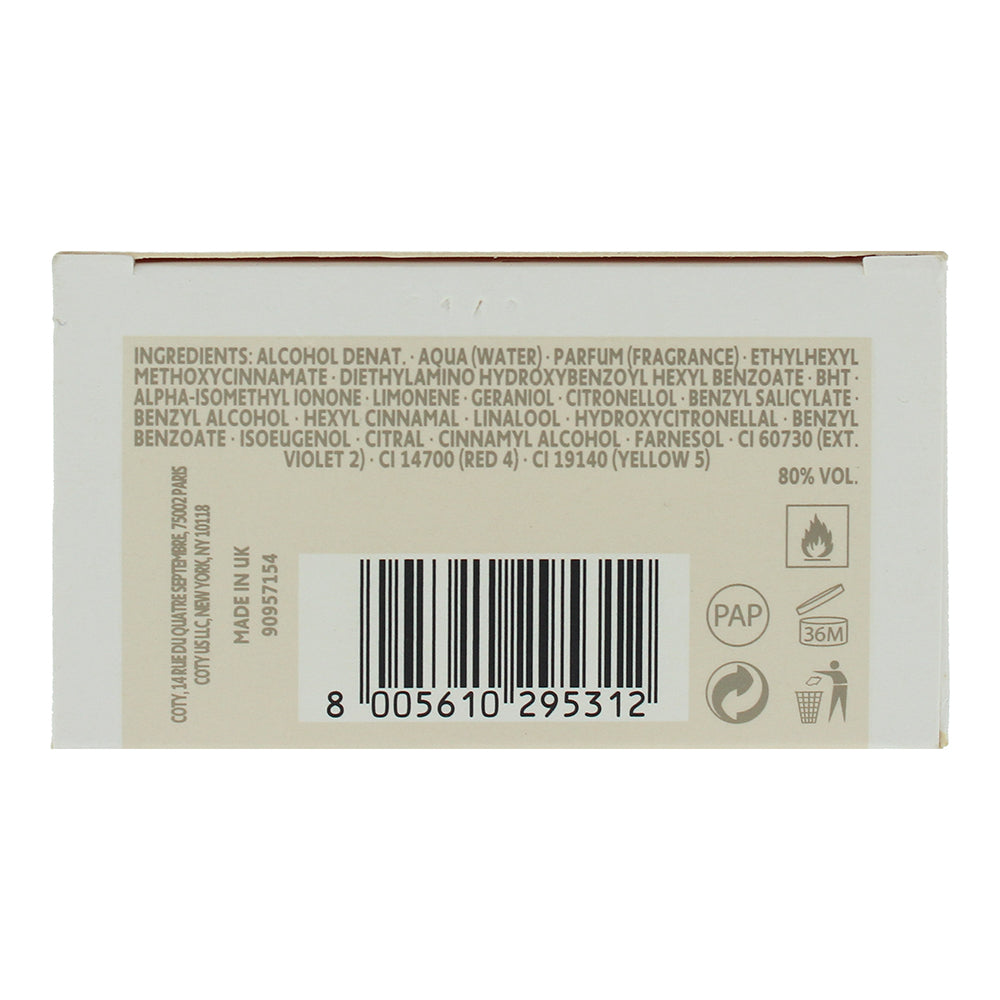 INGREDIENTS: ALCOHOL DENAT. · AQUA (WATER) · PARFUM (FRAGRANCE) · ETHYLHEXYL
METHOXYCINNAMATE · DIETHYLAMINO HYDROXYBENZOYL HEXYL BENZOATE · BHT ·
ALPHA-ISOMETHYL IONONE · LIMONENE · GERANIOL · CITRONELLOL · BENZYL SALICYLATE ·
BENZYL ALCOHOL · HEXYL CINNAMAL · LINALOOL · HYDROXYCITRONELLAL · BENZYL
BENZOATE · ISOEUGENOL · CITRAL · CINNAMYL ALCOHOL · FARNESOL · CI 60730 (EXT.
VIOLET 2) · CI 14700 (RED 4) · CI 19140 (YELLOW 5)
80% VOL.
COTY, 14 RUE DU QUATRE SEPTEMBRE, 75002 PARIS
COTY US LLC, NEW YORK, NY 10118
MADE IN UK
90957154
PAP
36M
8 005610 295312